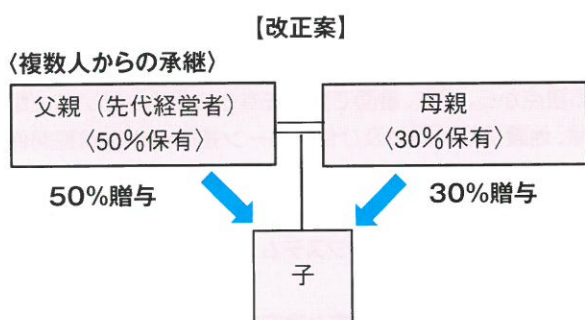 【改正案】
〈複数人からの承継〉
父親（先代経営者）
〈50％保有〉
母親
〈30％保有〉
50％贈与
30％贈与
子